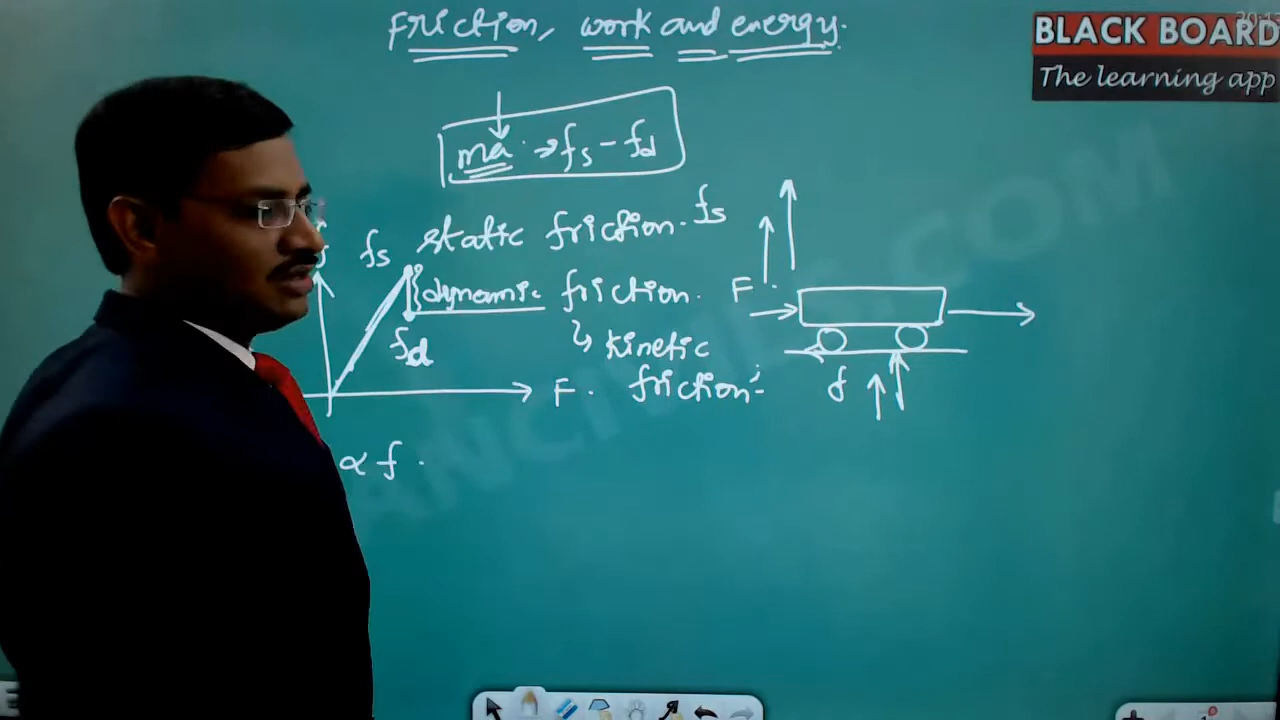 Friction, work and energy.
BLACK BOARD
The learning app
ma → fs - fd
static friction. fs
fs
dynamic friction.
F
fd
↳ kinetic
friction:-
F.
f
∝ f.